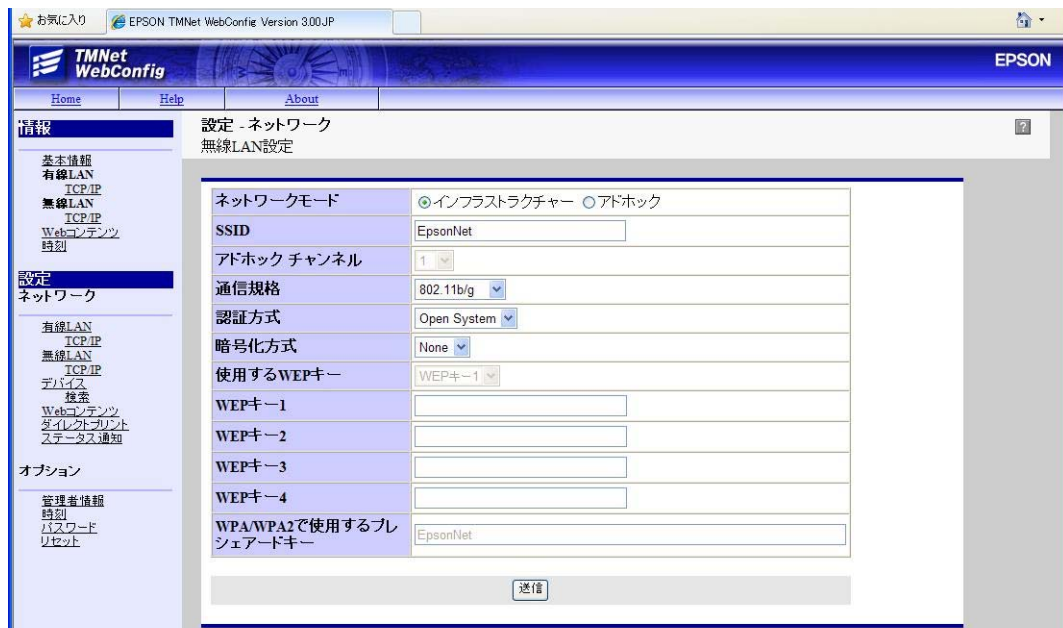 お気に入り
EPSON TMNet WebConfig Version 3.00JP
TMNet
WebConfig
EPSON
Home
Help
About
情報
基本情報
有線LAN
TCP/IP
無線LAN
TCP/IP
Webコンテンツ
時刻
設定
ネットワーク
有線LAN
TCP/IP
無線LAN
TCP/IP
デバイス
検索
Webコンテンツ
ダイレクトプリント
ステータス通知
オプション
管理者情報
時刻
パスワード
リセット
設定 - ネットワーク
?
無線LAN設定
ネットワークモード インフラストラクチャー アドホック
SSID EpsonNet
アドホック チャンネル 1
通信規格 802.11b/g
認証方式 Open System
暗号化方式 None
使用するWEPキー WEPキー1
WEPキー1
WEPキー2
WEPキー3
WEPキー4
WPA/WPA2で使用するプレ
シェアードキー
EpsonNet
送信